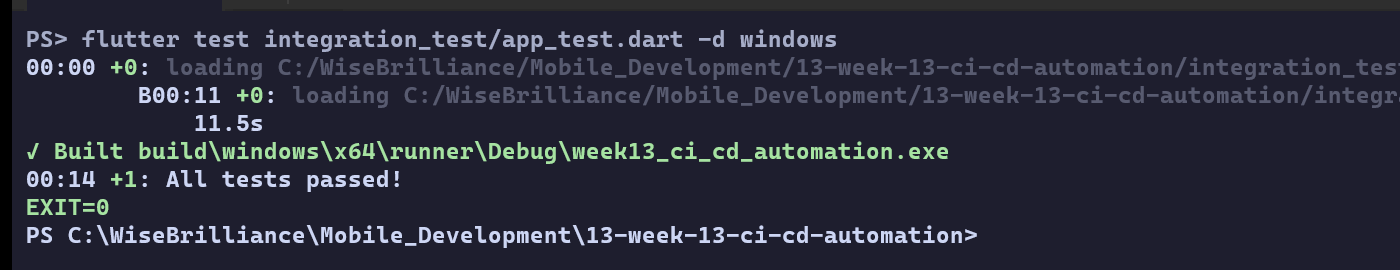 PS> flutter test integration_test/app_test.dart -d windows
00:00 +0: loading C:/WiseBrilliance/Mobile_Development/13-week-13-ci-cd-automation/integration_tes
B00:11 +0: loading C:/WiseBrilliance/Mobile_Development/13-week-13-ci-cd-automation/integr
11.5s
√ Built build\windows\x64\runner\Debug\week13_ci_cd_automation.exe
00:14 +1: All tests passed!
EXIT=0
PS C:\WiseBrilliance\Mobile_Development\13-week-13-ci-cd-automation>